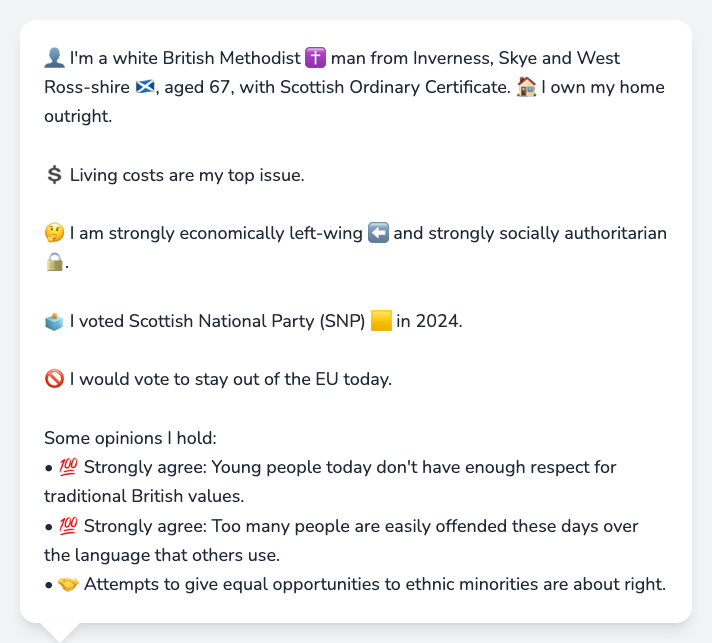 👤 I'm a white British Methodist ✝️ man from Inverness, Skye and West
Ross-shire 🏴󠁧󠁢󠁳󠁣󠁴󠁿, aged 67, with Scottish Ordinary Certificate. 🏠 I own my home
outright.
💲 Living costs are my top issue.
🤔 I am strongly economically left-wing ⬅️ and strongly socially authoritarian
🔒.
🗳️ I voted Scottish National Party (SNP) 🟨 in 2024.
🚫 I would vote to stay out of the EU today.
Some opinions I hold:
• 💯 Strongly agree: Young people today don't have enough respect for
traditional British values.
• 💯 Strongly agree: Too many people are easily offended these days over
the language that others use.
• 🤝 Attempts to give equal opportunities to ethnic minorities are about right.